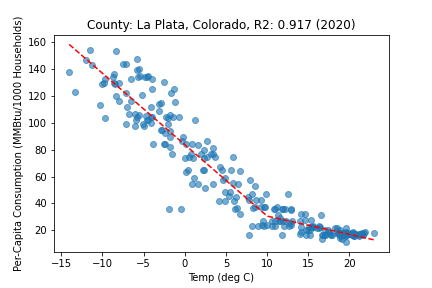 County: La Plata, Colorado, R2: 0.917 (2020)
Per-Capita Consumption (MMBtu/1000 Households)
160
140
120
100
80
60
40
20
−15 −10 −5 0 5 10 15 20
Temp (deg C)